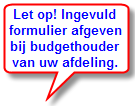 Let op! Ingevuld
formulier afgeven
bij budgethouder
van uw afdeling.